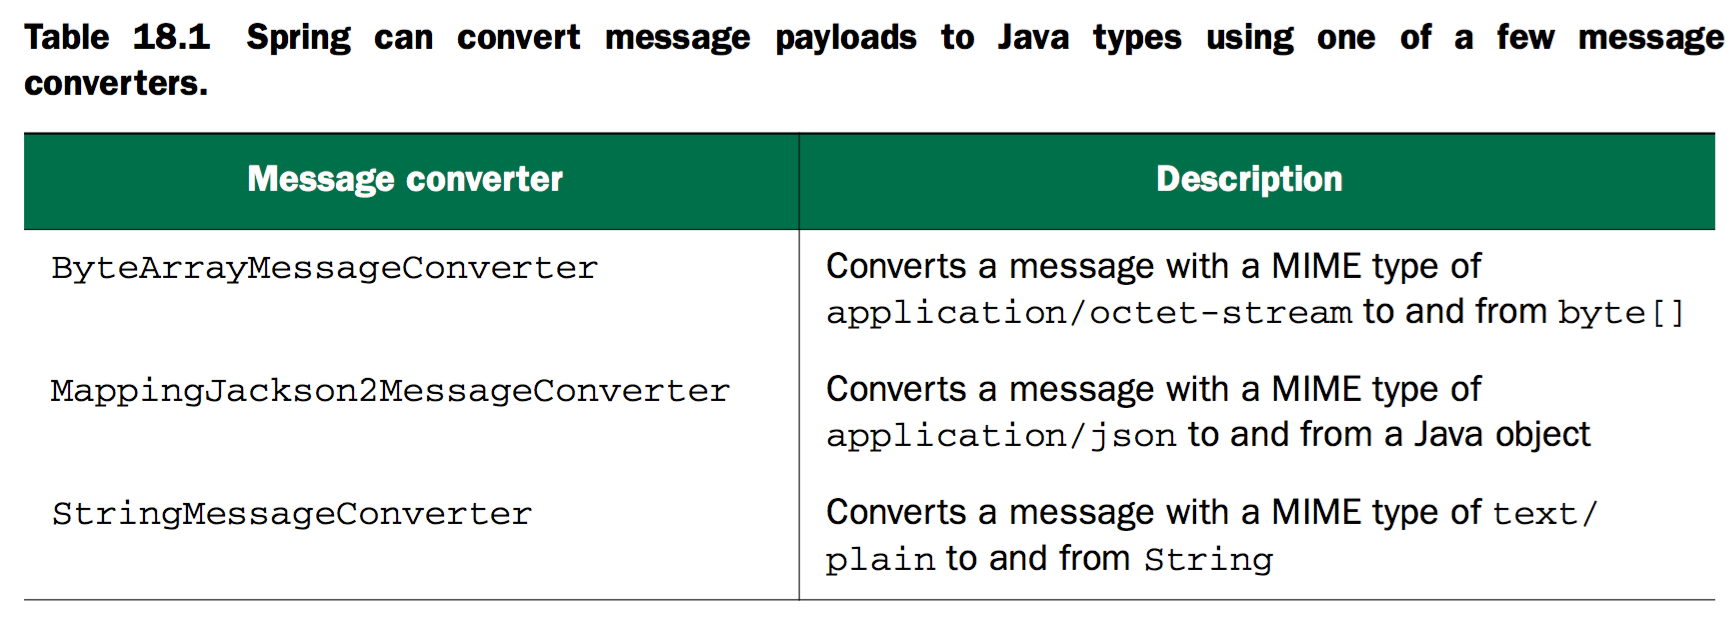 Table 18.1 Spring can convert message payloads to Java types using one of a few message
converters.
Message converter
Description
ByteArrayMessageConverter
Converts a message with a MIME type of
application/octet-stream to and from byte[]
MappingJackson2MessageConverter
Converts a message with a MIME type of
application/json to and from a Java object
StringMessageConverter
Converts a message with a MIME type of text/
plain to and from String